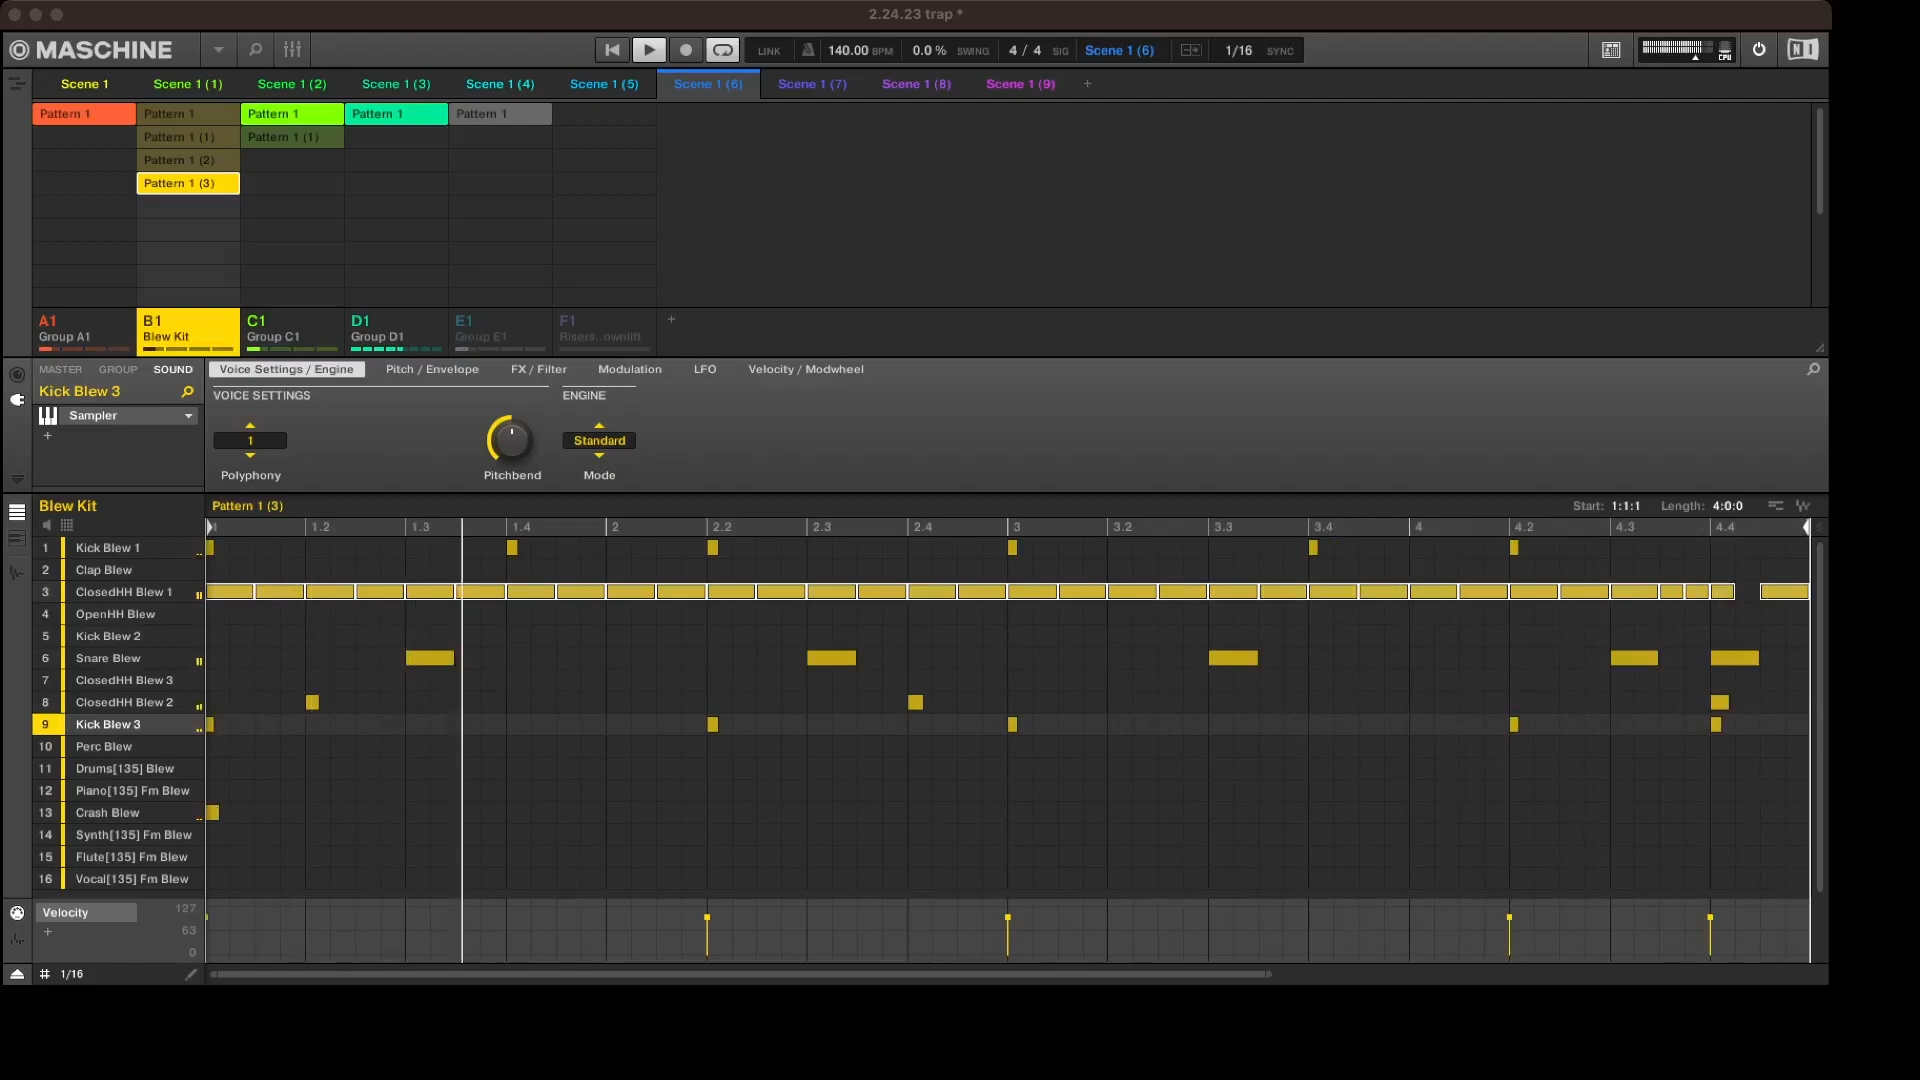 2.24.23 trap *
MASCHINE
LINK 140.00 BPM 0.0 % SWING 4 / 4 SIG Scene 1 (6) 1/16 SYNC CPU
Scene 1 Scene 1 (1) Scene 1 (2) Scene 1 (3) Scene 1 (4) Scene 1 (5) Scene 1 (6) Scene 1 (7) Scene 1 (8) Scene 1 (9) +
Pattern 1 Pattern 1 Pattern 1 Pattern 1 Pattern 1
Pattern 1 (1) Pattern 1 (1)
Pattern 1 (2)
Pattern 1 (3)
A1 B1 C1 D1 E1 F1 +
Group A1 Blew Kit Group C1 Group D1 Group E1 Risers..ownlift
MASTER GROUP SOUND Voice Settings / Engine Pitch / Envelope FX / Filter Modulation LFO Velocity / Modwheel
Kick Blew 3 VOICE SETTINGS ENGINE
Sampler
+ 1 Standard
Polyphony Pitchbend Mode
Blew Kit Pattern 1 (3) Start: 1:1:1 Length: 4:0:0
1 1.2 1.3 1.4 2 2.2 2.3 2.4 3 3.2 3.3 3.4 4 4.2 4.3 4.4 5
1 Kick Blew 1
2 Clap Blew
3 ClosedHH Blew 1
4 OpenHH Blew
5 Kick Blew 2
6 Snare Blew
7 ClosedHH Blew 3
8 ClosedHH Blew 2
9 Kick Blew 3
10 Perc Blew
11 Drums[135] Blew
12 Piano[135] Fm Blew
13 Crash Blew
14 Synth[135] Fm Blew
15 Flute[135] Fm Blew
16 Vocal[135] Fm Blew
Velocity 127
+ 63
0
1/16